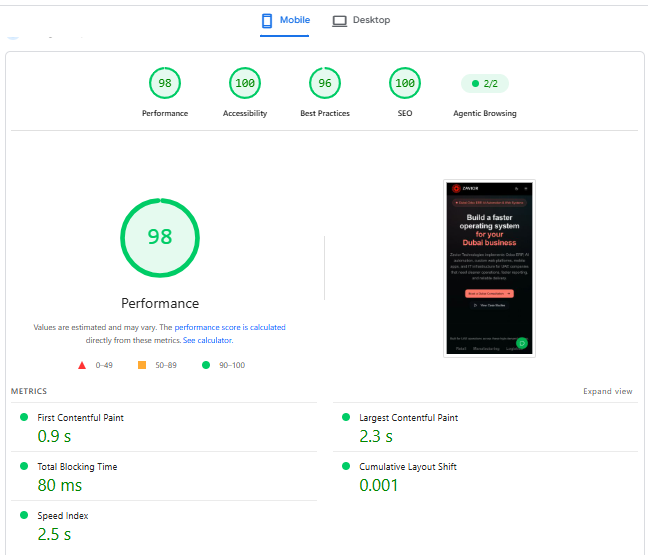 Mobile
Desktop
98
100
96
100
2/2
Performance
Accessibility
Best Practices
SEO
Agentic Browsing
98
Performance
Values are estimated and may vary. The performance score is calculated
directly from these metrics. See calculator.
0–49
50–89
90–100
ZAVIOR
Build a faster
operating system
for your
Dubai business
METRICS
Expand view
First Contentful Paint
0.9 s
Largest Contentful Paint
2.3 s
Total Blocking Time
80 ms
Cumulative Layout Shift
0.001
Speed Index
2.5 s